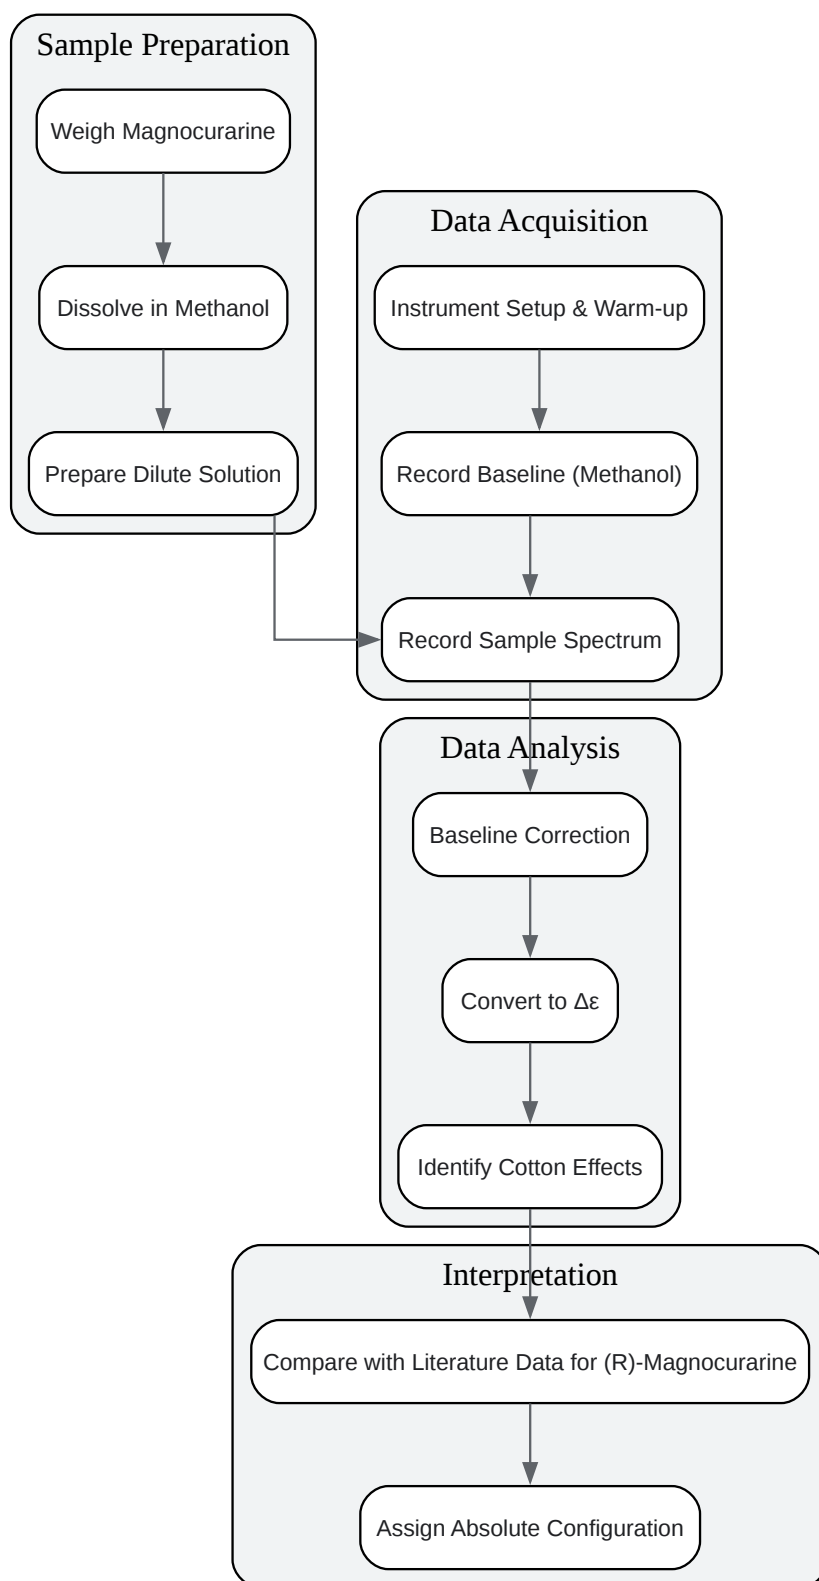 Sample Preparation
Weigh Magnocurarine
Dissolve in Methanol
Prepare Dilute Solution
Data Acquisition
Instrument Setup & Warm-up
Record Baseline (Methanol)
Record Sample Spectrum
Data Analysis
Baseline Correction
Convert to Δε
Identify Cotton Effects
Interpretation
Compare with Literature Data for (R)-Magnocurarine
Assign Absolute Configuration